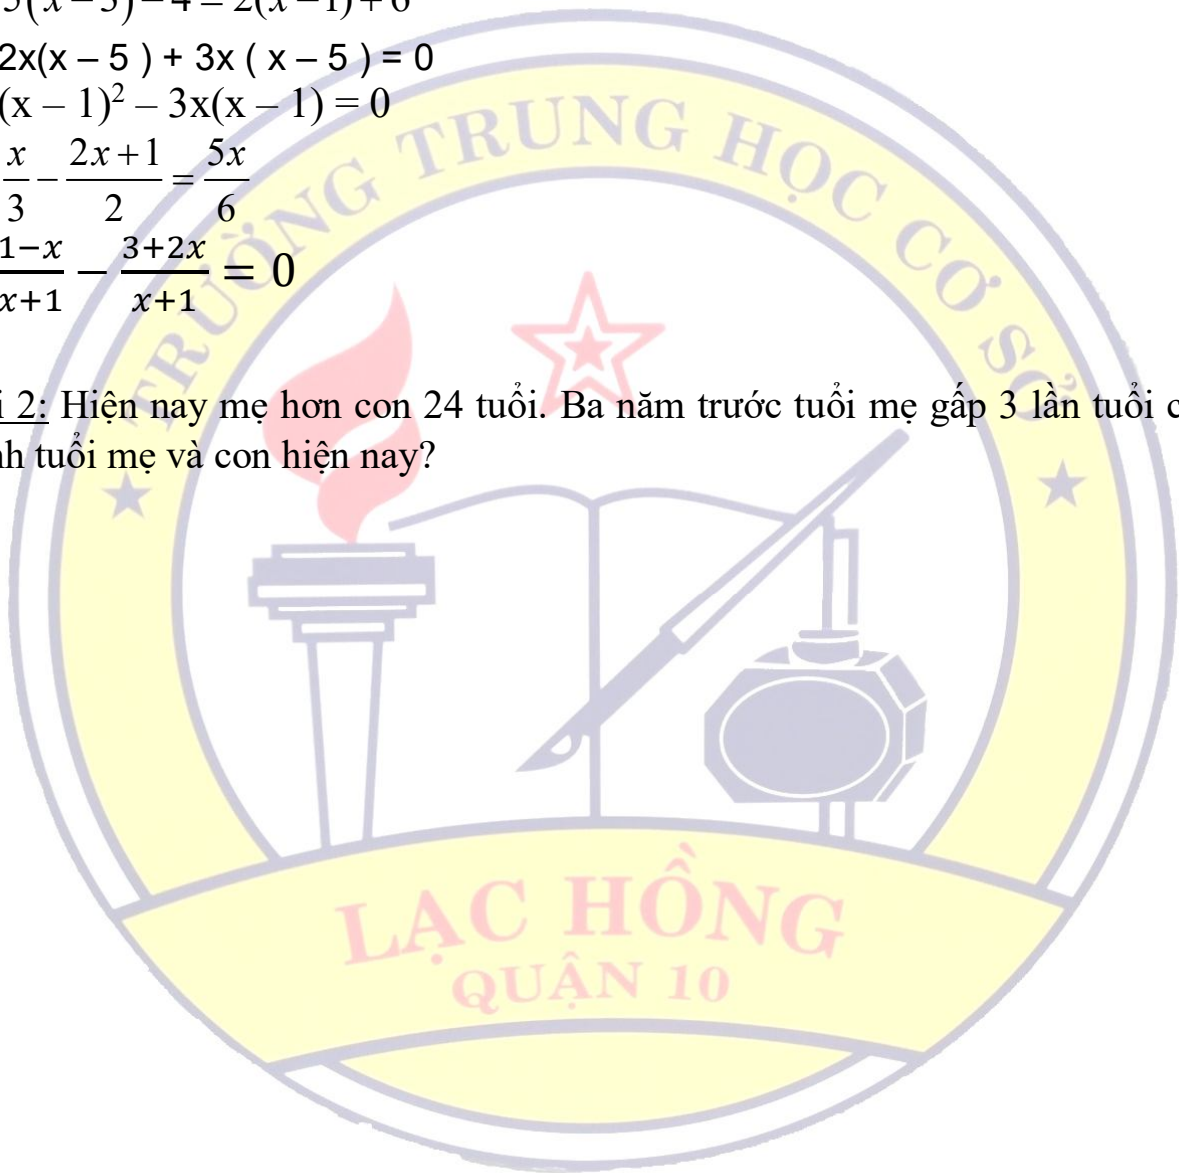 2x(x – 5 ) + 3x ( x – 5 ) = 0
(x – 1)² – 3x(x – 1) = 0
x/3 − (2x+1)/2 = 5x/6
(1−x)/(x+1) − (3+2x)/(x+1) = 0
2: Hiện nay mẹ hơn con 24 tuổi. Ba năm trước tuổi mẹ gấp 3 lần tuổi
tuổi mẹ và con hiện nay?
TRƯỜNG TRUNG HỌC CƠ SỞ
LẠC HỒNG
QUẬN 10